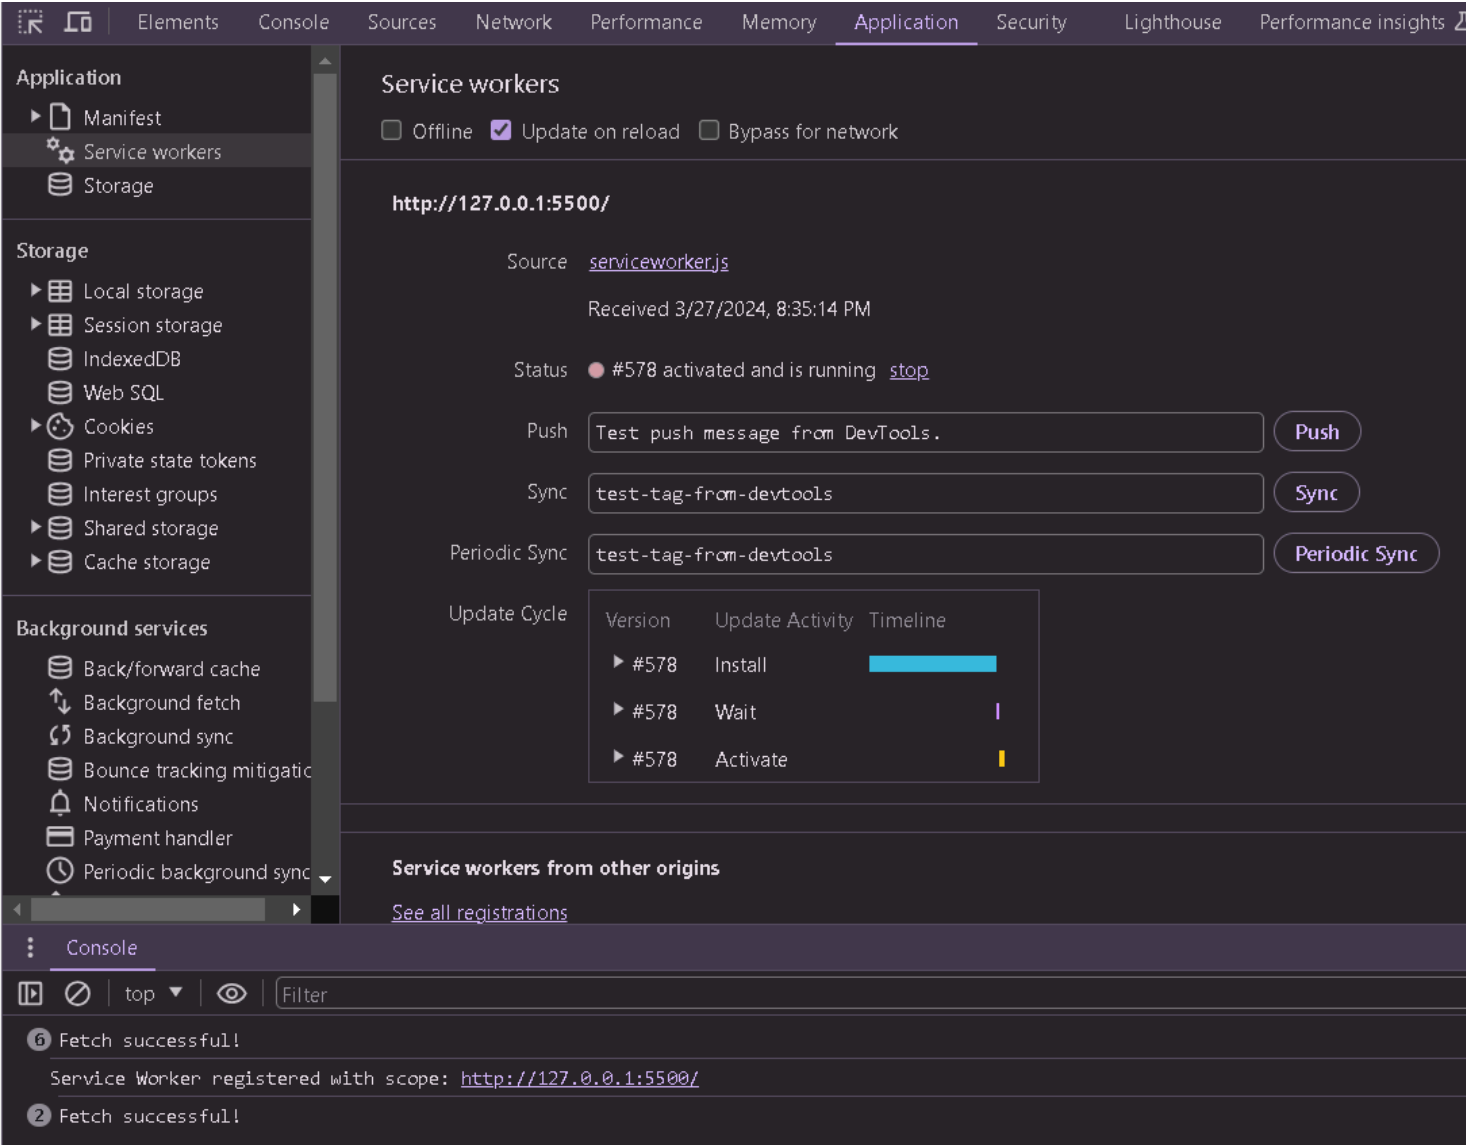 Elements Console Sources Network Performance Memory Application Security Lighthouse Performance insights
Application
Manifest
Service workers
Storage
Storage
Local storage
Session storage
IndexedDB
Web SQL
Cookies
Private state tokens
Interest groups
Shared storage
Cache storage
Background services
Back/forward cache
Background fetch
Background sync
Bounce tracking mitigatio
Notifications
Payment handler
Periodic background sync
Service workers
Offline Update on reload Bypass for network
http://127.0.0.1:5500/
Source serviceworker.js
Received 3/27/2024, 8:35:14 PM
Status #578 activated and is running stop
Push Test push message from DevTools. Push
Sync test-tag-from-devtools Sync
Periodic Sync test-tag-from-devtools Periodic Sync
Update Cycle Version Update Activity Timeline
#578 Install
#578 Wait
#578 Activate
Service workers from other origins
See all registrations
Console
top Filter
6 Fetch successful!
Service Worker registered with scope: http://127.0.0.1:5500/
2 Fetch successful!